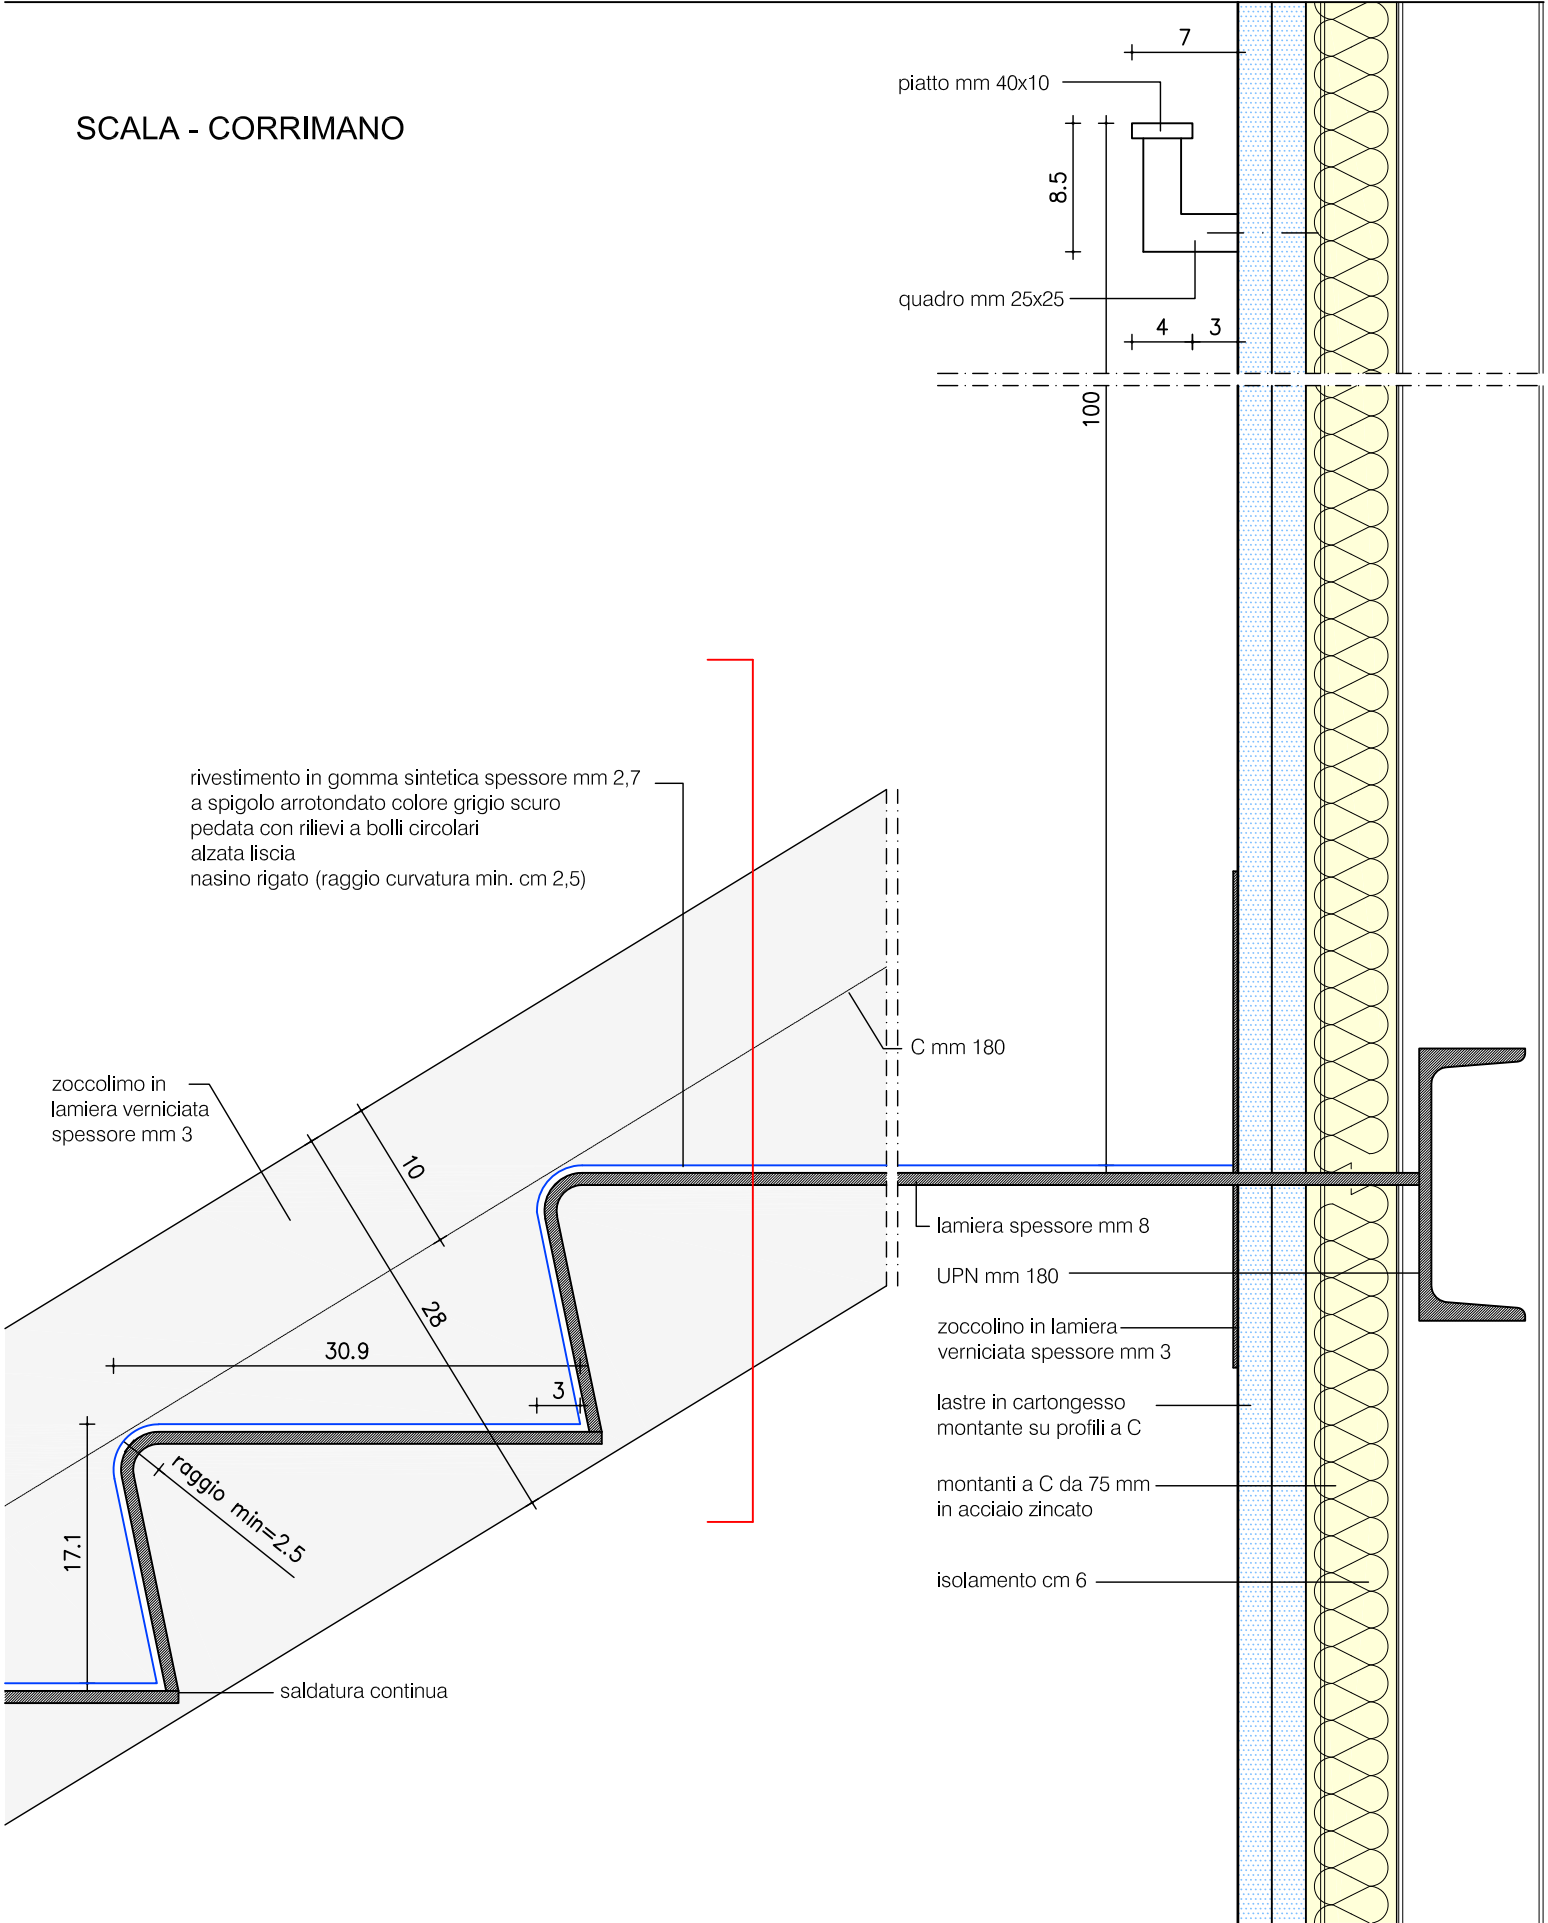 SCALA - CORRIMANO
7
piatto mm 40x10
8.5
quadro mm 25x25
4
3
100
rivestimento in gomma sintetica spessore mm 2,7
a spigolo arrotondato colore grigio scuro
pedata con rilievi a bolli circolari
alzata liscia
nasino rigato (raggio curvatura min. cm 2,5)
C mm 180
zoccolimo in
lamiera verniciata
spessore mm 3
10
28
30.9
3
17.1
raggio min=2.5
saldatura continua
lamiera spessore mm 8
UPN mm 180
zoccolino in lamiera
verniciata spessore mm 3
lastre in cartongesso
montante su profili a C
montanti a C da 75 mm
in acciaio zincato
isolamento cm 6